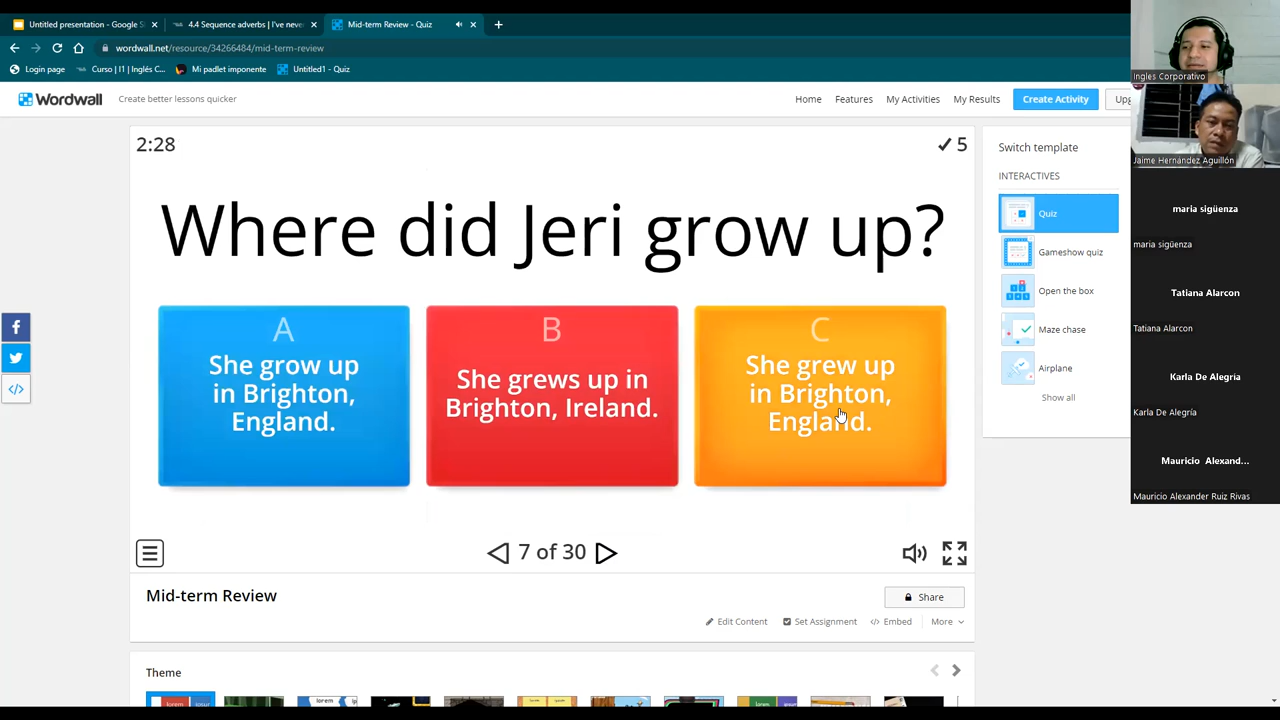 Untitled presentation - Google S
4.4 Sequence adverbs | I've neve
Mid-term Review - Quiz
wordwall.net/resource/34266484/mid-term-review
Login page
Curso | I1 | Inglés C...
Mi padlet imponente
Untitled1 - Quiz
Wordwall
Create better lessons quicker
Home
Features
My Activities
My Results
Create Activity
Upg
2:28
✓ 5
Where did Jeri grow up?
A
She grow up
in Brighton,
England.
B
She grews up in
Brighton, Ireland.
C
She grew up
in Brighton,
England.
7 of 30
Mid-term Review
Share
Edit Content
Set Assignment
Embed
More
Theme
Switch template
INTERACTIVES
Quiz
Gameshow quiz
Open the box
Maze chase
Airplane
Show all
Ingles Corporativo
Jaime Hernández Aguillón
maria sigüenza
maria sigüenza
Tatiana Alarcon
Tatiana Alarcon
Karla De Alegría
Karla De Alegría
Mauricio Alexand...
Mauricio Alexander Ruiz Rivas